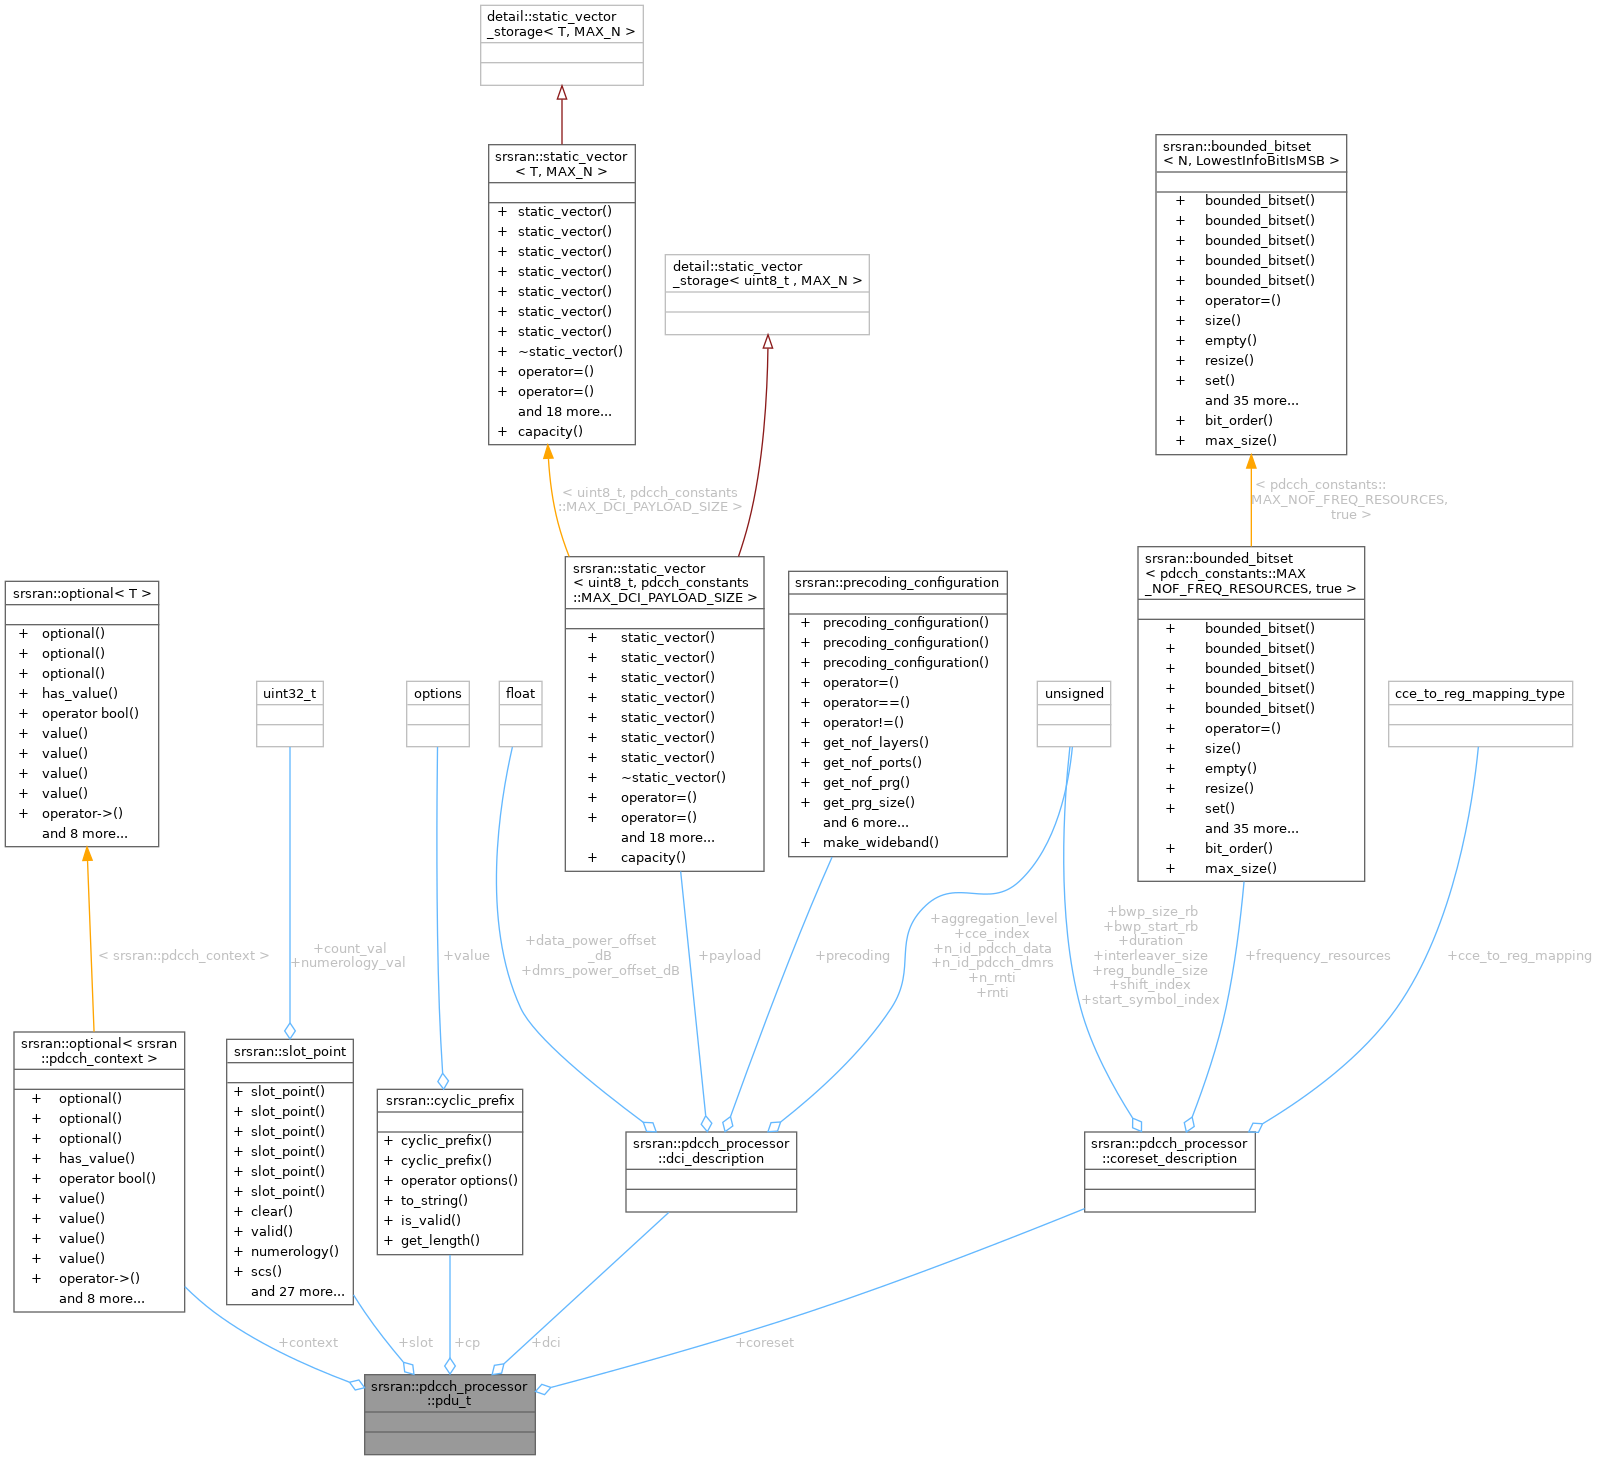 detail::static_vector
_storage< T, MAX_N >
srsran::static_vector
< T, MAX_N >
+ static_vector()
+ static_vector()
+ static_vector()
+ static_vector()
+ static_vector()
+ static_vector()
+ static_vector()
+ ~static_vector()
+ operator=()
+ operator=()
and 18 more...
+ capacity()
detail::static_vector
_storage< uint8_t , MAX_N >
srsran::bounded_bitset
< N, LowestInfoBitIsMSB >
+ bounded_bitset()
+ bounded_bitset()
+ bounded_bitset()
+ bounded_bitset()
+ bounded_bitset()
+ operator=()
+ size()
+ empty()
+ resize()
+ set()
and 35 more...
+ bit_order()
+ max_size()
< uint8_t, pdcch_constants
::MAX_DCI_PAYLOAD_SIZE >
< pdcch_constants::
MAX_NOF_FREQ_RESOURCES,
true >
srsran::optional< T >
+ optional()
+ optional()
+ optional()
+ has_value()
+ operator bool()
+ value()
+ value()
+ value()
+ value()
+ operator->()
and 8 more...
uint32_t
options
float
srsran::static_vector
< uint8_t, pdcch_constants
::MAX_DCI_PAYLOAD_SIZE >
+ static_vector()
+ static_vector()
+ static_vector()
+ static_vector()
+ static_vector()
+ static_vector()
+ static_vector()
+ ~static_vector()
+ operator=()
+ operator=()
and 18 more...
+ capacity()
srsran::precoding_configuration
+ precoding_configuration()
+ precoding_configuration()
+ precoding_configuration()
+ operator=()
+ operator==()
+ operator!=()
+ get_nof_layers()
+ get_nof_ports()
+ get_nof_prg()
+ get_prg_size()
and 6 more...
+ make_wideband()
unsigned
srsran::bounded_bitset
< pdcch_constants::MAX
_NOF_FREQ_RESOURCES, true >
+ bounded_bitset()
+ bounded_bitset()
+ bounded_bitset()
+ bounded_bitset()
+ bounded_bitset()
+ operator=()
+ size()
+ empty()
+ resize()
+ set()
and 35 more...
+ bit_order()
+ max_size()
cce_to_reg_mapping_type
< srsran::pdcch_context >
+count_val
+numerology_val
+value
+data_power_offset
_dB
+dmrs_power_offset_dB
+payload
+precoding
+aggregation_level
+cce_index
+n_id_pdcch_data
+n_id_pdcch_dmrs
+n_rnti
+rnti
+bwp_size_rb
+bwp_start_rb
+duration
+interleaver_size
+reg_bundle_size
+shift_index
+start_symbol_index
+frequency_resources
+cce_to_reg_mapping
srsran::optional< srsran
::pdcch_context >
+ optional()
+ optional()
+ optional()
+ has_value()
+ operator bool()
+ value()
+ value()
+ value()
+ value()
+ operator->()
and 8 more...
srsran::slot_point
+ slot_point()
+ slot_point()
+ slot_point()
+ slot_point()
+ slot_point()
+ slot_point()
+ clear()
+ valid()
+ numerology()
+ scs()
and 27 more...
srsran::cyclic_prefix
+ cyclic_prefix()
+ cyclic_prefix()
+ operator options()
+ to_string()
+ is_valid()
+ get_length()
srsran::pdcch_processor
::dci_description
srsran::pdcch_processor
::coreset_description
+context
+slot
+cp
+dci
+coreset
srsran::pdcch_processor
::pdu_t